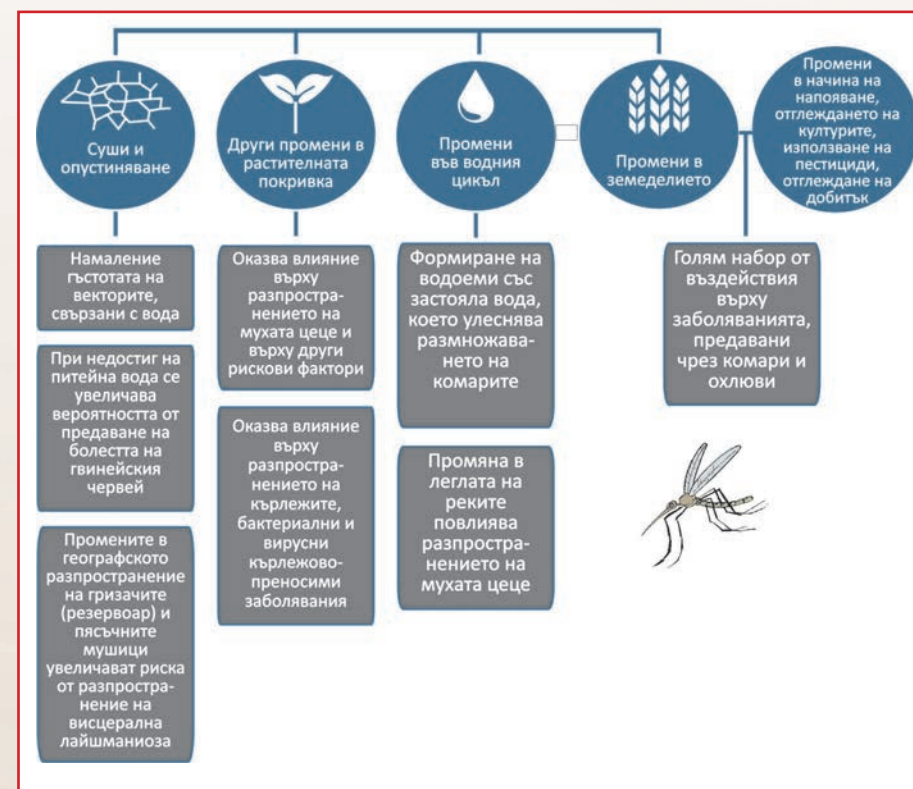 Суши и
опустиняване
Други промени в
растителната
покривка
Промени
във водния
цикъл
Промени в
земеделието
Промени
в начина на
напояване,
отглеждането на
културите,
използване на
пестициди,
отглеждане на
добитък
Намаление
гъстотата на
векторите,
свързани с вода
При недостиг на
питейна вода се
увеличава
вероятността от
предаване на
болестта на
гвинейския
червей
Промените в
географското
разпространение
на гризачите
(резервоар) и
пясъчните
мушици
увеличават риска
от разпростра-
нение на
висцерална
лайшманиоза
Оказва влияние
върху
разпростра-
нението на
мухата цеце и
върху други
рискови фактори
Оказва влияние
върху
разпростра-
нението на
кърлежите,
бактериални и
вирусни
кърлежово-
преносими
заболявания
Формиране на
водоеми със
застояла вода,
което улеснява
размножава-
нето на
комарите
Промяна в
леглата на
реките
повлиява
разпростра-
нението на
мухата цеце
Голям набор от
въздействия
върху
заболяванията,
предавани
чрез комари и
охлюви